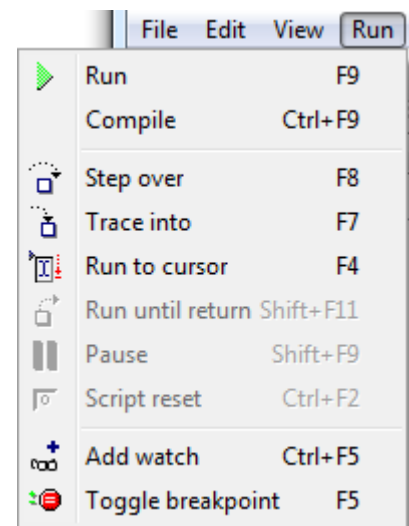 File Edit View Run
Run F9
Compile Ctrl+F9
Step over F8
Trace into F7
Run to cursor F4
Run until return Shift+F11
Pause Shift+F9
Script reset Ctrl+F2
Add watch Ctrl+F5
Toggle breakpoint F5